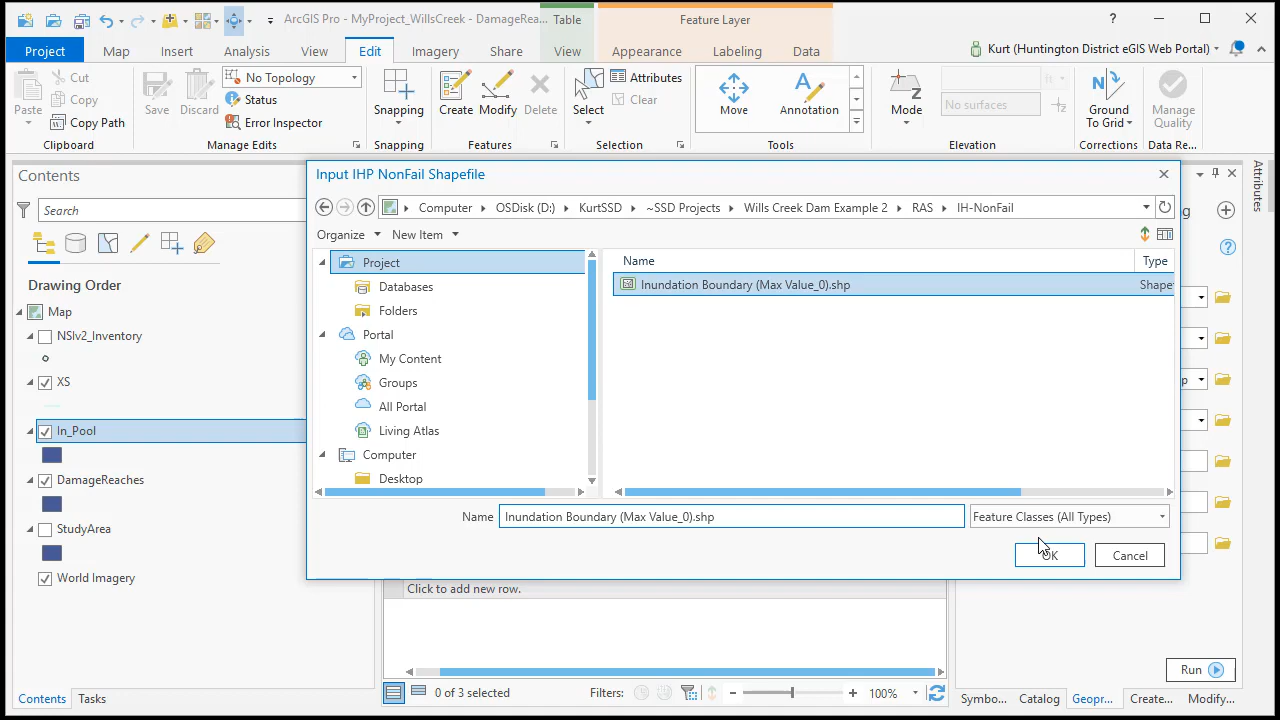 ArcGIS Pro - MyProject_WillsCreek - DamageRea...
Table
Feature Layer
?
Project
Map
Insert
Analysis
View
Edit
Imagery
Share
View
Appearance
Labeling
Data
Kurt (Huntington District eGIS Web Portal)
Paste
Cut
Copy
Copy Path
Clipboard
Save
Discard
No Topology
Status
Error Inspector
Manage Edits
Snapping
Snapping
Create
Modify
Delete
Features
Select
Attributes
Clear
Selection
Move
Annotation
Tools
Mode
No surfaces
Elevation
Ground
To Grid
Corrections
Manage
Quality
Data Re...
Contents
Search
Drawing Order
Map
NSIv2_Inventory
XS
In_Pool
DamageReaches
StudyArea
World Imagery
Contents
Tasks
Input IHP NonFail Shapefile
Computer
OSDisk (D:)
KurtSSD
~SSD Projects
Wills Creek Dam Example 2
RAS
IH-NonFail
Organize
New Item
Project
Databases
Folders
Portal
My Content
Groups
All Portal
Living Atlas
Computer
Desktop
Name
Type
Inundation Boundary (Max Value_0).shp
Shape
Name
Inundation Boundary (Max Value_0).shp
Feature Classes (All Types)
OK
Cancel
Click to add new row.
0 of 3 selected
Filters:
100%
Attributes
Run
Symbo...
Catalog
Geopr...
Create...
Modify...